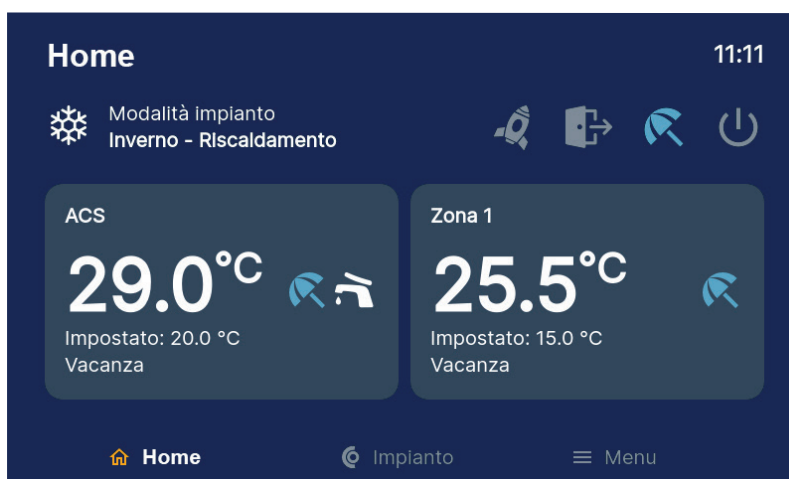 Home
11:11
Modalità impianto
Inverno - RIscaldamento
ACS
29.0°C
Impostato: 20.0 °C
Vacanza
Zona 1
25.5°C
Impostato: 15.0 °C
Vacanza
Home
Impianto
Menu